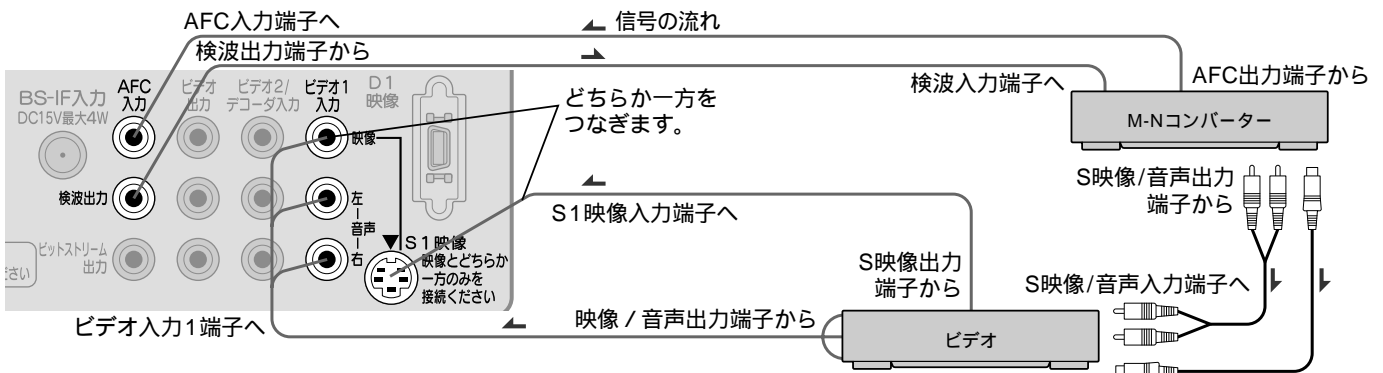 AFC入力端子へ
信号の流れ
検波出力端子から
検波入力端子へ
AFC出力端子から
BS-IF入力
DC15V最大4W
AFC
入力
ビデオ
出力
ビデオ2/
デコーダ入力
ビデオ1
入力
D1
映像
どちらか一方を
つなぎます。
M-Nコンバーター
映像
検波出力
左
音声
右
S映像/音声出力
端子から
S1映像入力端子へ
ビットストリーム
出力
ださい
S1映像
映像とどちらか
一方のみを
接続ください
S映像出力
端子から
S映像/音声入力端子へ
ビデオ入力1端子へ
映像/音声出力端子から
ビデオ